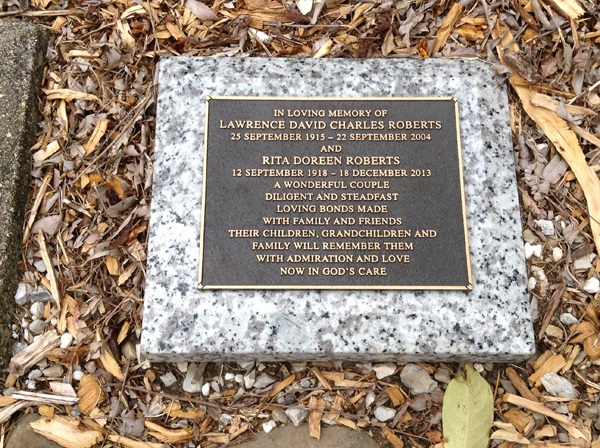 IN LOVING MEMORY OF
LAWRENCE DAVID CHARLES ROBERTS
25 SEPTEMBER 1915 - 22 SEPTEMBER 2004
AND
RITA DOREEN ROBERTS
12 SEPTEMBER 1918 - 18 DECEMBER 2013
A WONDERFUL COUPLE
DILIGENT AND STEADFAST
LOVING BONDS MADE
WITH FAMILY AND FRIENDS
THEIR CHILDREN, GRANDCHILDREN AND
FAMILY WILL REMEMBER THEM
WITH ADMIRATION AND LOVE
NOW IN GOD'S CARE